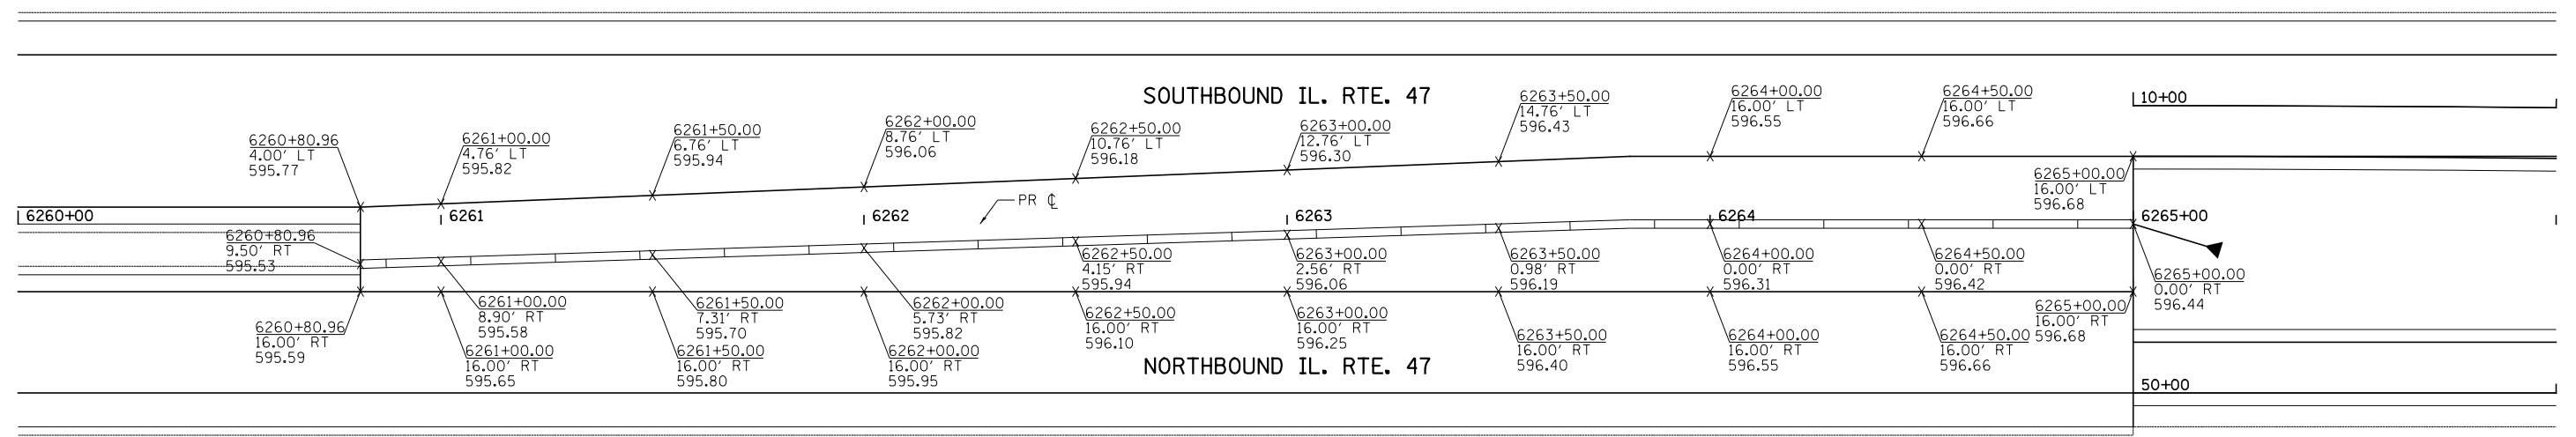 SOUTHBOUND IL. RTE. 47
6260+80.96
4.00' LT
595.77
6261+00.00
4.76' LT
595.82
6261+50.00
6.76' LT
595.94
6262+00.00
8.76' LT
596.06
6262+50.00
10.76' LT
596.18
6263+00.00
12.76' LT
596.30
6263+50.00
14.76' LT
596.43
6264+00.00
16.00' LT
596.55
6264+50.00
16.00' LT
596.66
10+00
6265+00.00
16.00' LT
596.68
PR ℄
6260+00
6261
6262
6263
6264
6265+00
6260+80.96
9.50' RT
595.53
6261+00.00
8.90' RT
595.58
6261+50.00
7.31' RT
595.70
6262+00.00
5.73' RT
595.82
6262+50.00
4.15' RT
595.94
6263+00.00
2.56' RT
596.06
6263+50.00
0.98' RT
596.19
6264+00.00
0.00' RT
596.31
6264+50.00
0.00' RT
596.42
6265+00.00
0.00' RT
596.44
6260+80.96
16.00' RT
595.59
6261+00.00
16.00' RT
595.65
6261+50.00
16.00' RT
595.80
6262+00.00
16.00' RT
595.95
6262+50.00
16.00' RT
596.10
6263+00.00
16.00' RT
596.25
6263+50.00
16.00' RT
596.40
6264+00.00
16.00' RT
596.55
6264+50.00
16.00' RT
596.66
6265+00.00
16.00' RT
596.68
NORTHBOUND IL. RTE. 47
50+00